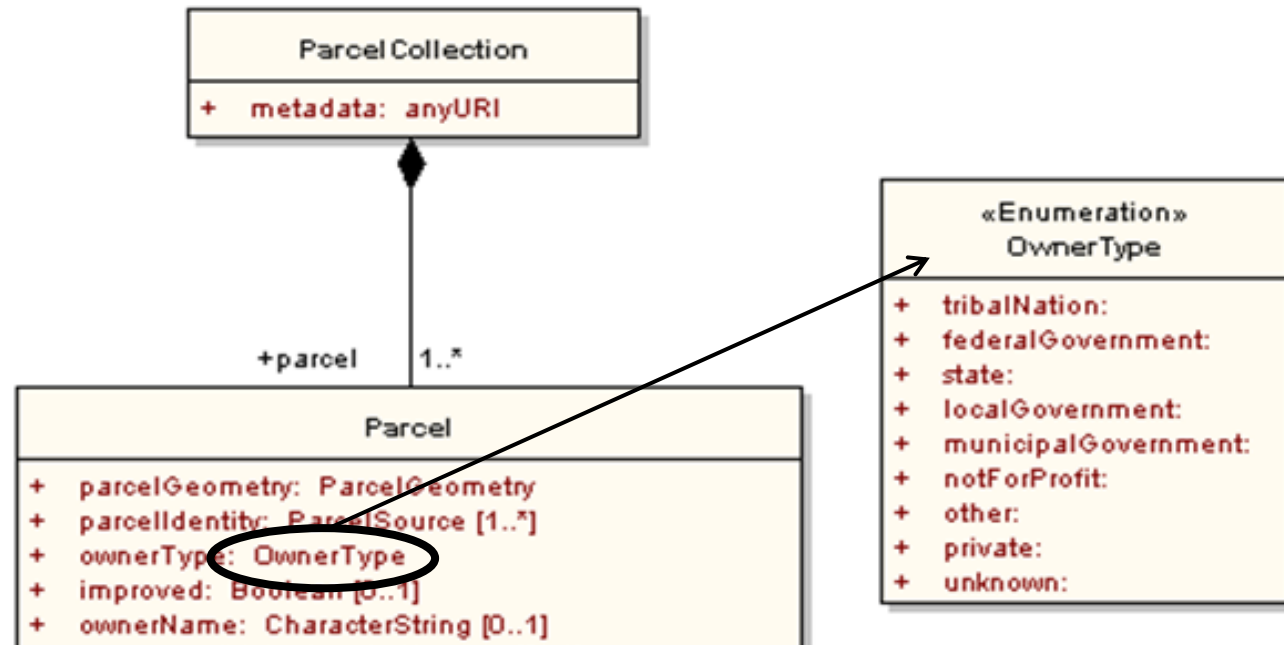 ParcelCollection
+ metadata: anyURI
+parcel 1..*
Parcel
+ parcelGeometry: ParcelGeometry
+ parcelIdentity: ParcelSource [1..*]
+ ownerType: OwnerType
+ improved: Boolean [0..1]
+ ownerName: CharacterString [0..1]
«Enumeration»
OwnerType
+ tribalNation:
+ federalGovernment:
+ state:
+ localGovernment:
+ municipalGovernment:
+ notForProfit:
+ other:
+ private:
+ unknown: